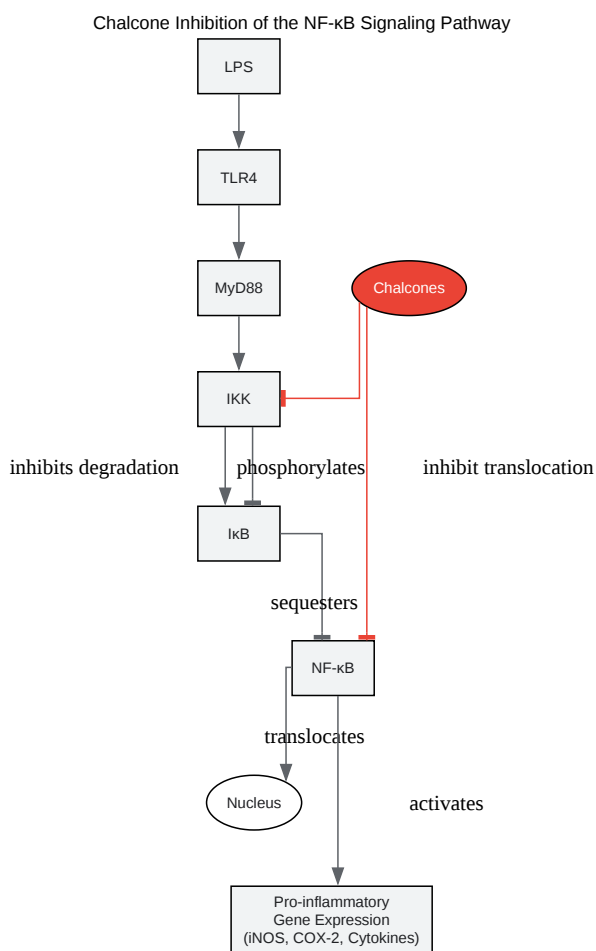 Chalcone Inhibition of the NF-κB Signaling Pathway
LPS
TLR4
MyD88
Chalcones
IKK
inhibits degradation
phosphorylates
inhibit translocation
IκB
sequesters
NF-κB
translocates
Nucleus
activates
Pro-inflammatory
Gene Expression
(iNOS, COX-2, Cytokines)